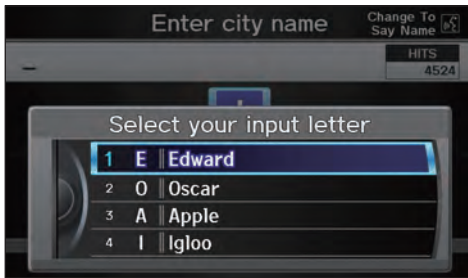 Enter city name
Change To
Say Name
_
HITS
4524
Select your input letter
1 E Edward
2 O Oscar
3 A Apple
4 I Igloo